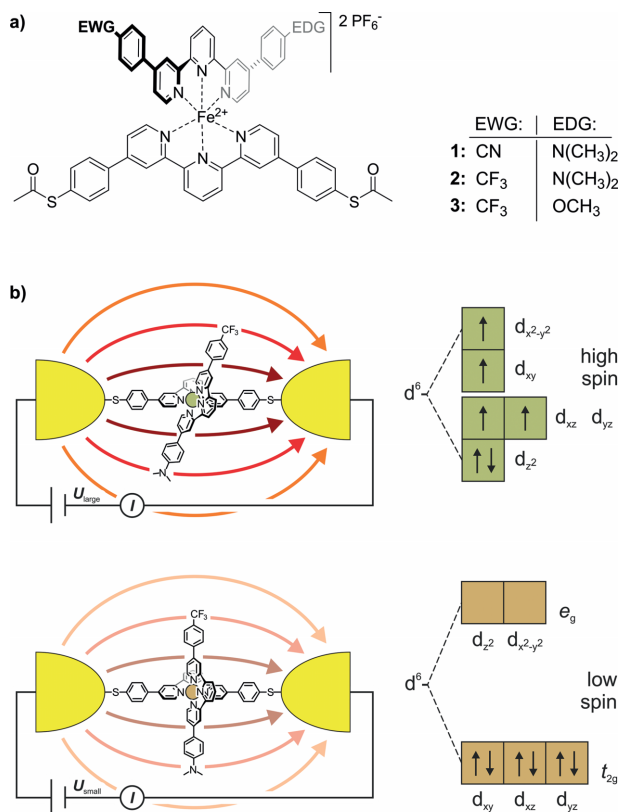 a)
EWG
EDG
2 PF6-
N
N
N
Fe2+
N
N
N
O
S
O
S
EWG: EDG:
1: CN N(CH3)2
2: CF3 N(CH3)2
3: CF3 OCH3
b)
CF3
S
N
N
N
N
S
N
Ularge
I
d6
dx2-y2
dxy
dxz dyz
dz2
high
spin
CF3
S
N
N
N
N
S
N
Usmall
I
d6
eg
dz2 dx2-y2
low
spin
t2g
dxy dxz dyz